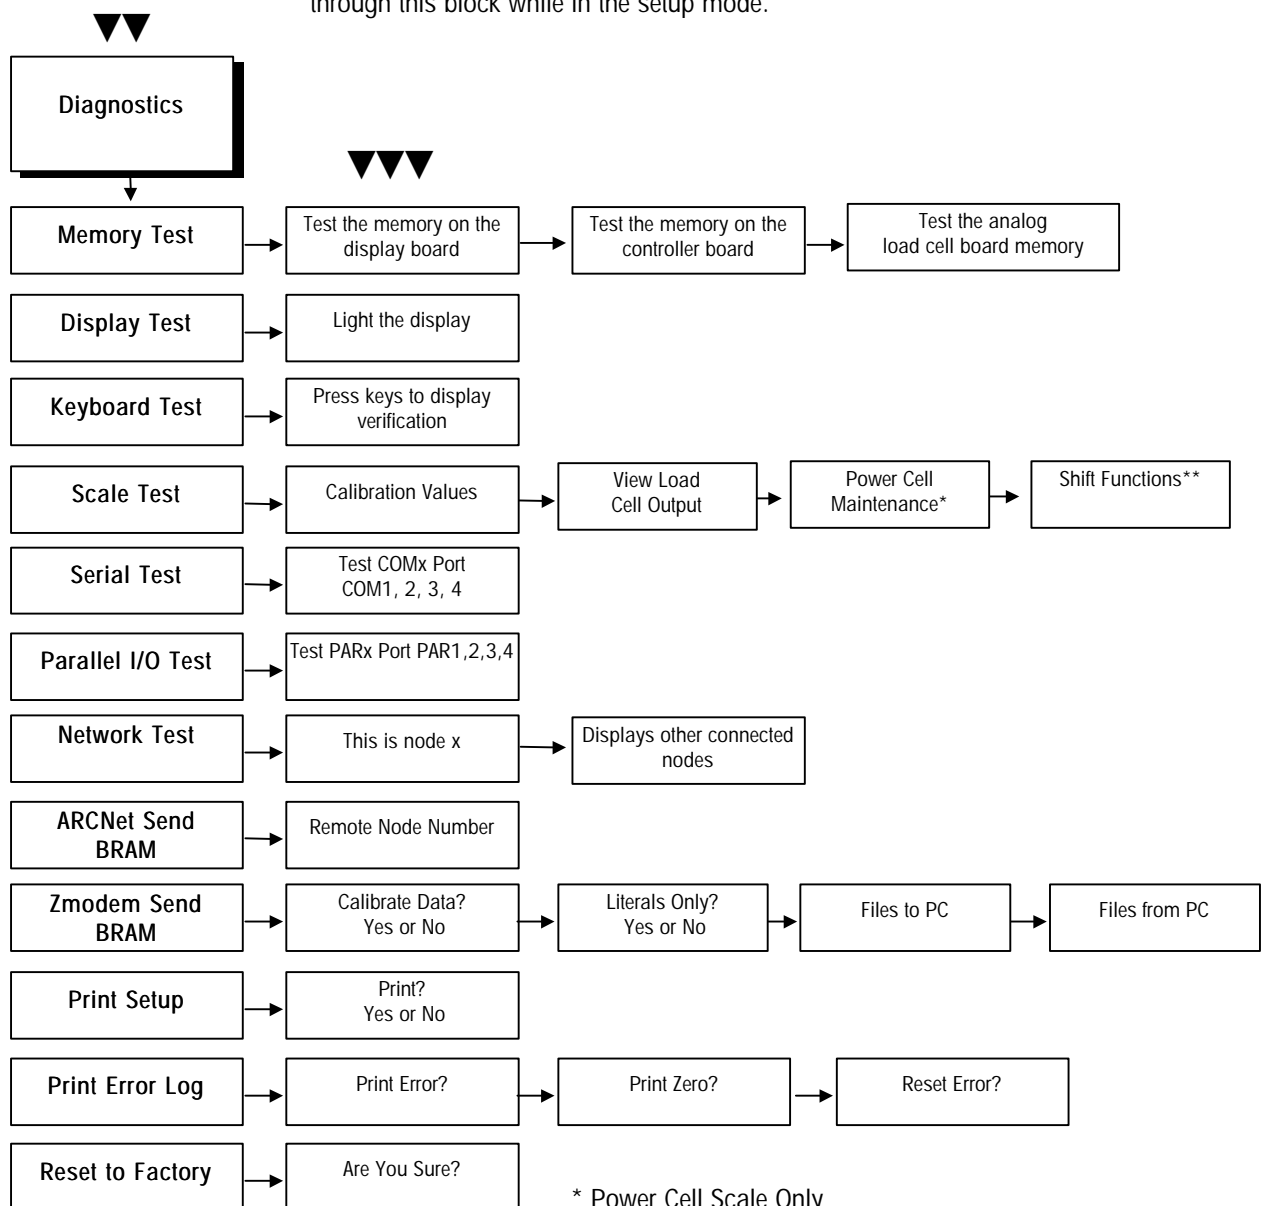 through this block while in the setup mode.
Diagnostics
Memory Test
Test the memory on the
display board
Test the memory on the
controller board
Test the analog
load cell board memory
Display Test
Light the display
Keyboard Test
Press keys to display
verification
Scale Test
Calibration Values
View Load
Cell Output
Power Cell
Maintenance*
Shift Functions**
Serial Test
Test COMx Port
COM1, 2, 3, 4
Parallel I/O Test
Test PARx Port PAR1,2,3,4
Network Test
This is node x
Displays other connected
nodes
ARCNet Send
BRAM
Remote Node Number
Zmodem Send
BRAM
Calibrate Data?
Yes or No
Literals Only?
Yes or No
Files to PC
Files from PC
Print Setup
Print?
Yes or No
Print Error Log
Print Error?
Print Zero?
Reset Error?
Reset to Factory
Are You Sure?
* Power Cell Scale Only